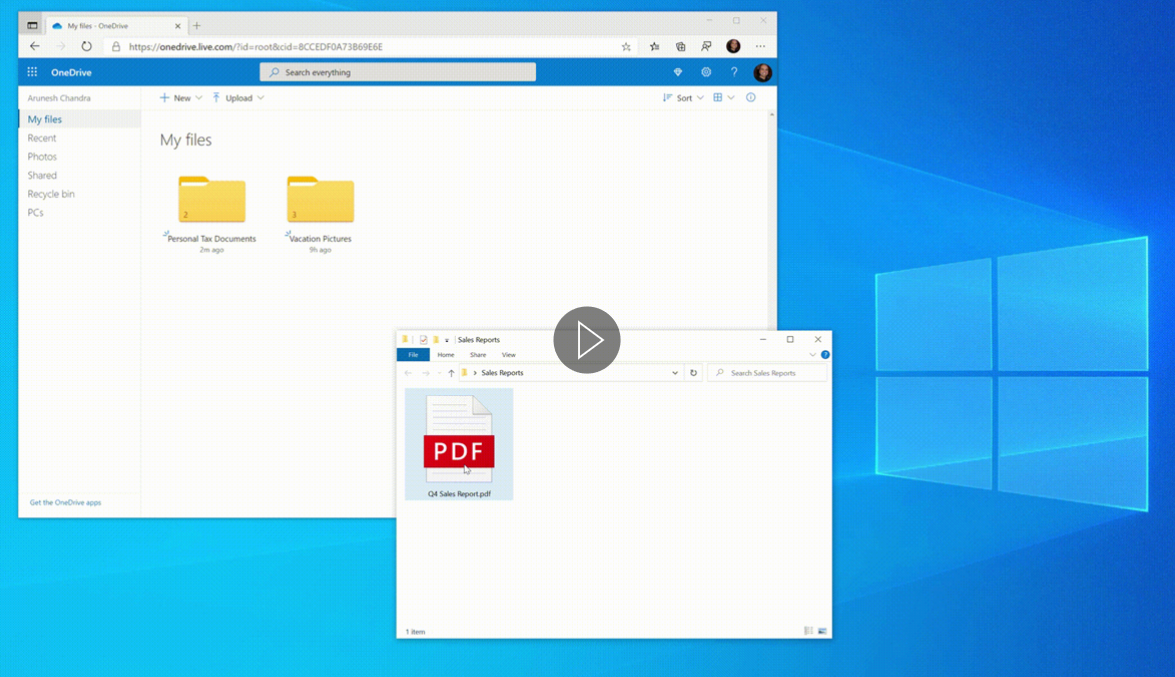 My files - OneDrive
https://onedrive.live.com/?id=root&cid=8CCEDF0A73B69E6E
OneDrive
Search everything
?
Arunesh Chandra
New
Upload
Sort
My files
Recent
Photos
Shared
Recycle bin
PCs
My files
2
3
Personal Tax Documents
Vacation Pictures
2m ago
9h ago
Get the OneDrive apps
Sales Reports
File Home Share View
Sales Reports
Search Sales Reports
PDF
Q4 Sales Report.pdf
1 item